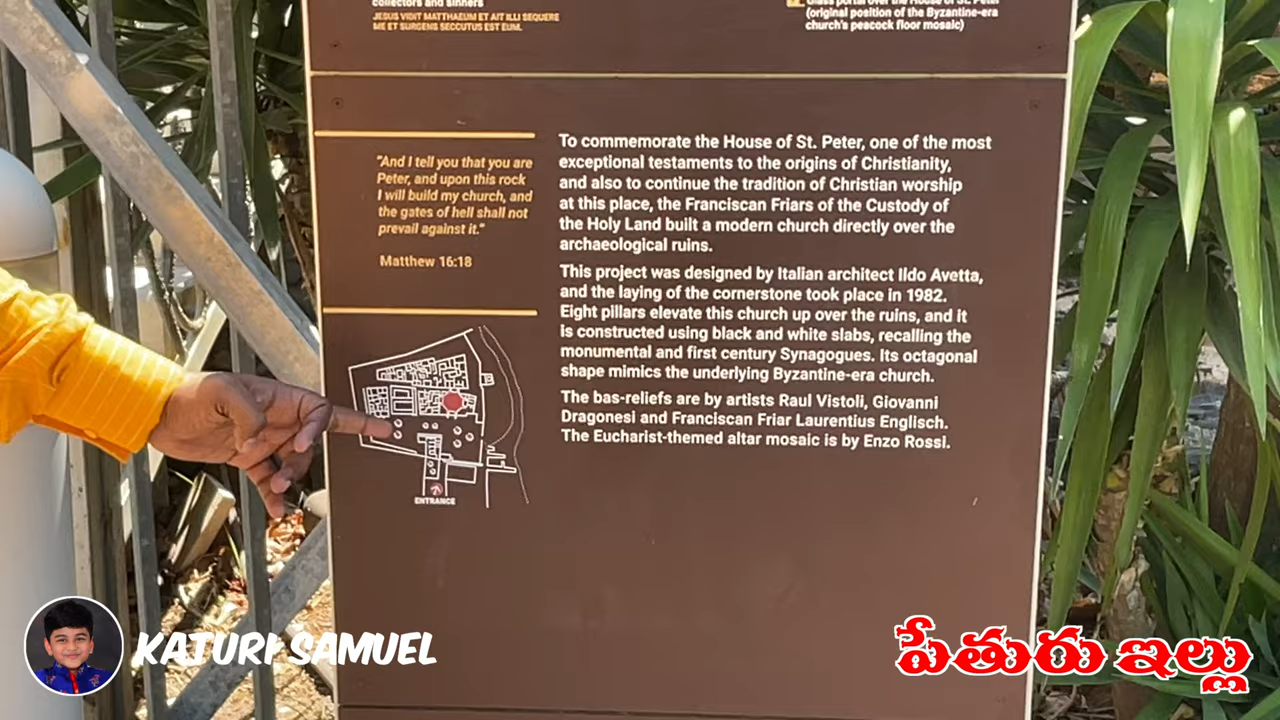 collectors and sinners
JESUS VIDIT MATTHAEUM ET AIT ILLI SEQUERE
ME ET SURGENS SECCUTUS EST EUM.
Glass portal over the House of St. Peter
(original position of the Byzantine-era
church's peacock floor mosaic)
"And I tell you that you are
Peter, and upon this rock
I will build my church, and
the gates of hell shall not
prevail against it."
Matthew 16:18
To commemorate the House of St. Peter, one of the most
exceptional testaments to the origins of Christianity,
and also to continue the tradition of Christian worship
at this place, the Franciscan Friars of the Custody of
the Holy Land built a modern church directly over the
archaeological ruins.
This project was designed by Italian architect Ildo Avetta,
and the laying of the cornerstone took place in 1982.
Eight pillars elevate this church up over the ruins, and it
is constructed using black and white slabs, recalling the
monumental and first century Synagogues. Its octagonal
shape mimics the underlying Byzantine-era church.
The bas-reliefs are by artists Raul Vistoli, Giovanni
Dragonesi and Franciscan Friar Laurentius Englisch.
The Eucharist-themed altar mosaic is by Enzo Rossi.
ENTRANCE
KATURI SAMUEL
పేతురు ఇల్లు